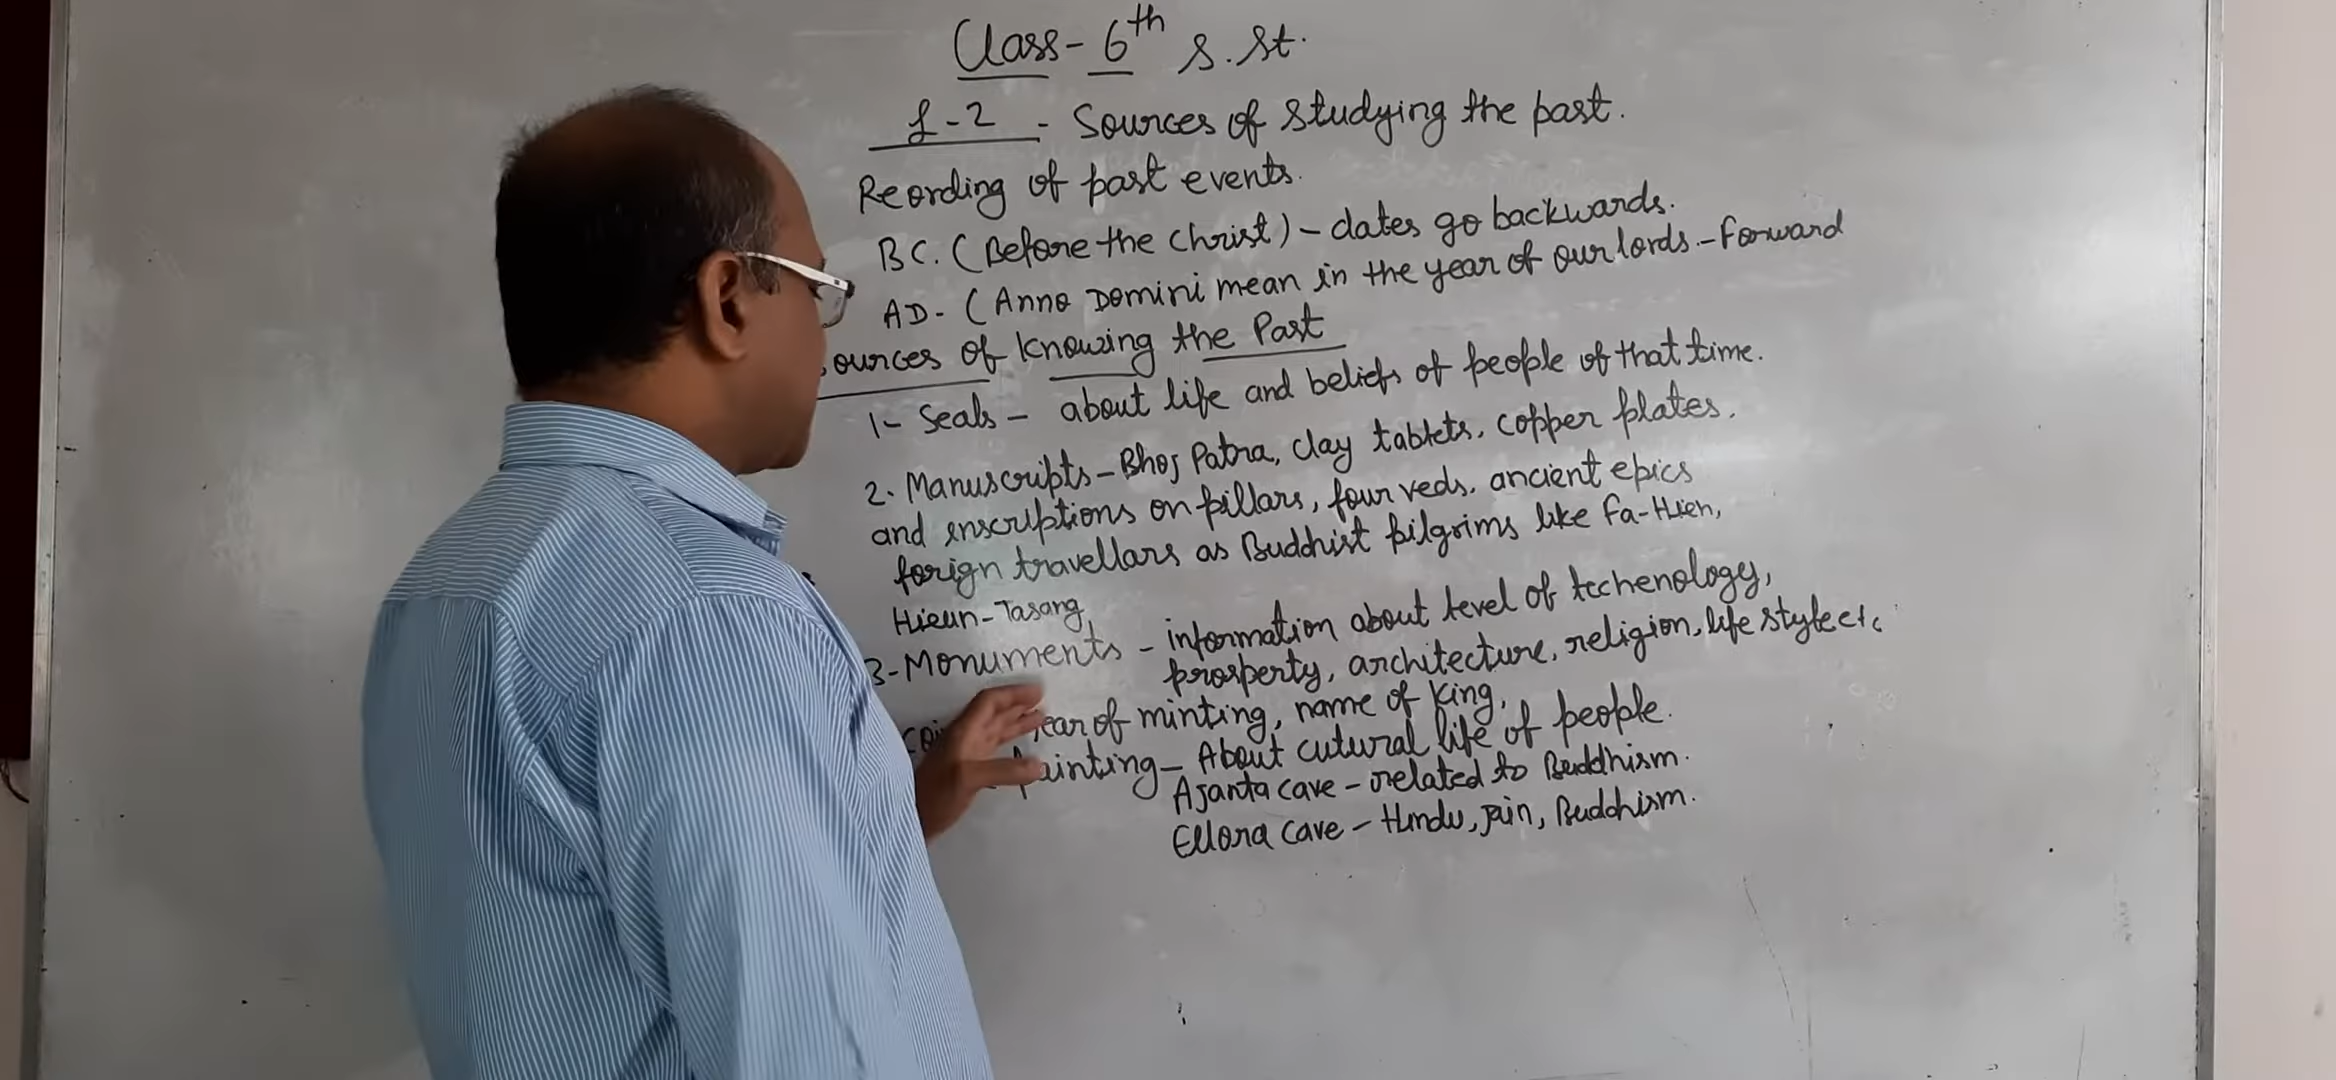 Class- 6th S. St.
L-2 - Sources of studying the past.
Reording of past events.
BC. (Before the Christ) - dates go backwards.
AD- (Anno Domini mean in the year of our lords - Forward
ources of Knowing the Past
1- Seals - about life and beliefs of people of that time.
2. Manuscripts - Bhoj Patra, clay tablets, copper plates.
and enscriptions on pillars, four veds, ancient epics
forign travellars as Buddhist pilgrims like Fa-Hien,
Hieun-Tasang
3-Monuments - information about level of techenology,
prosperty, architecture, religion, life style etc
coi ear of minting, name of king,
ainting - About cutural life of people.
Ajanta cave - related to Buddhism.
Ellora cave - Hindu, jain, Buddhism.